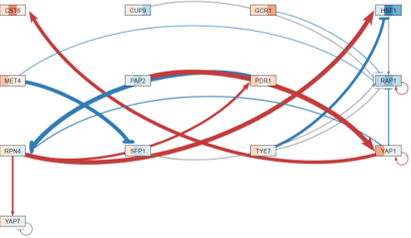 CST6 CUP9 GCR1 HSF1
MET4 PAP2 PDR1 RAP1
RPN4 SFP1 TYE7 YAP1
YAP7